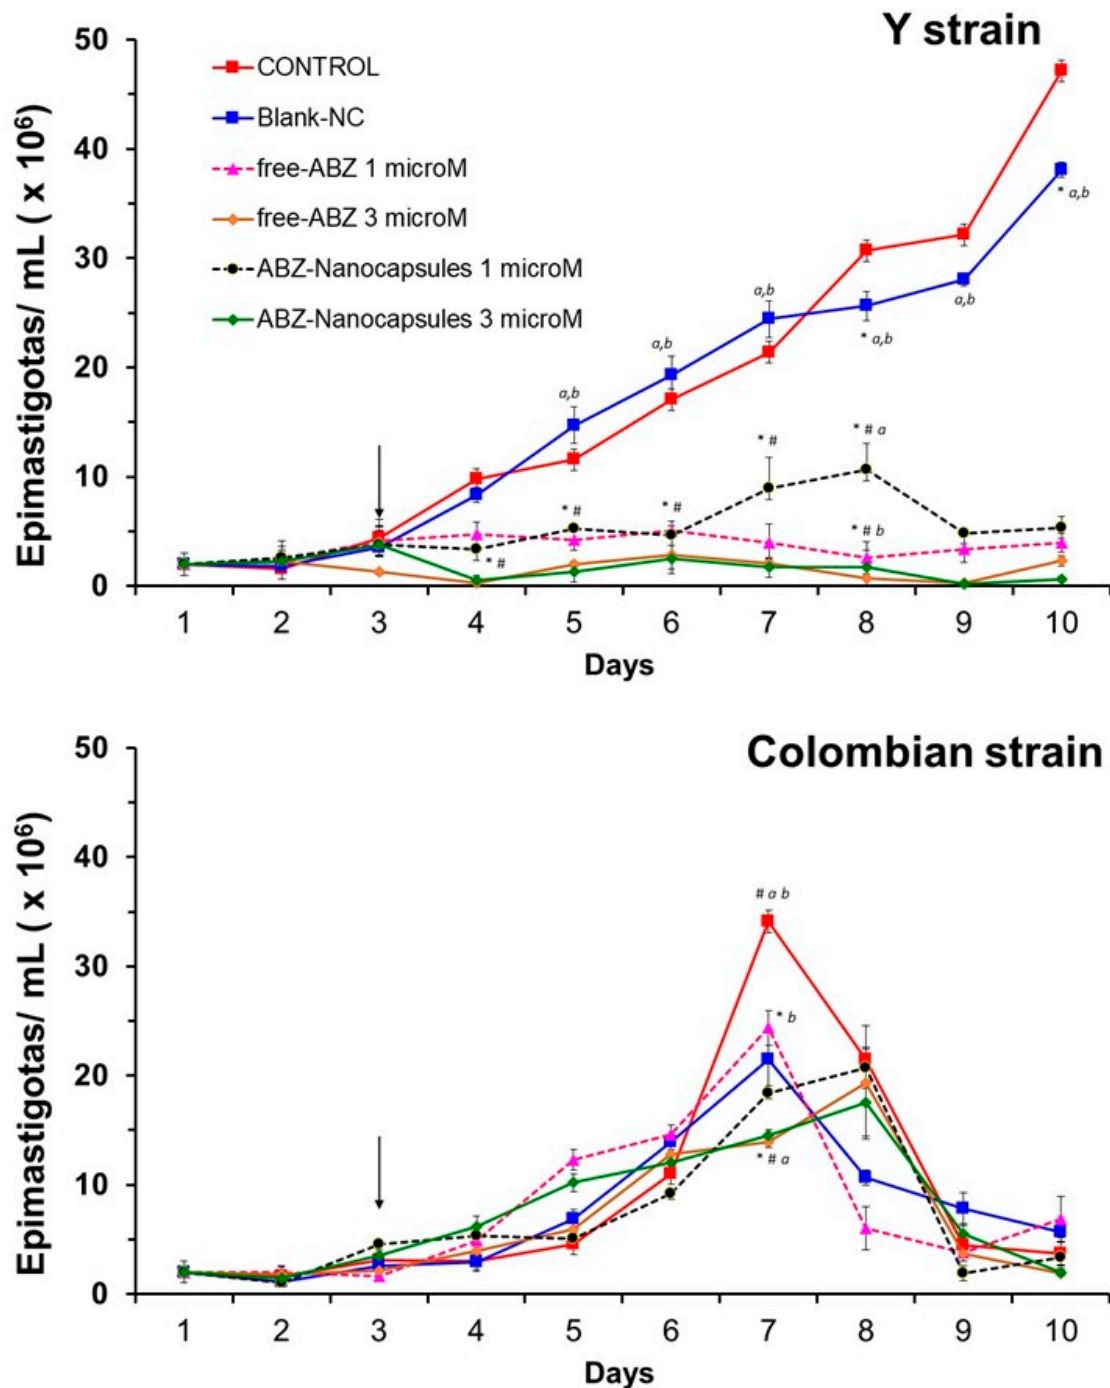 Y strain
50
40
30
20
10
0
Epimastigotas/ mL ( x 10⁶)
CONTROL
Blank-NC
free-ABZ 1 microM
free-ABZ 3 microM
ABZ-Nanocapsules 1 microM
ABZ-Nanocapsules 3 microM
* a,b
a,b
a,b
* a,b
a,b
a,b
* # a
* #
* #
* #
* # b
* #
1 2 3 4 5 6 7 8 9 10
Days
Colombian strain
50
40
30
20
10
0
Epimastigotas/ mL ( x 10⁶)
# a b
* b
* # a
1 2 3 4 5 6 7 8 9 10
Days